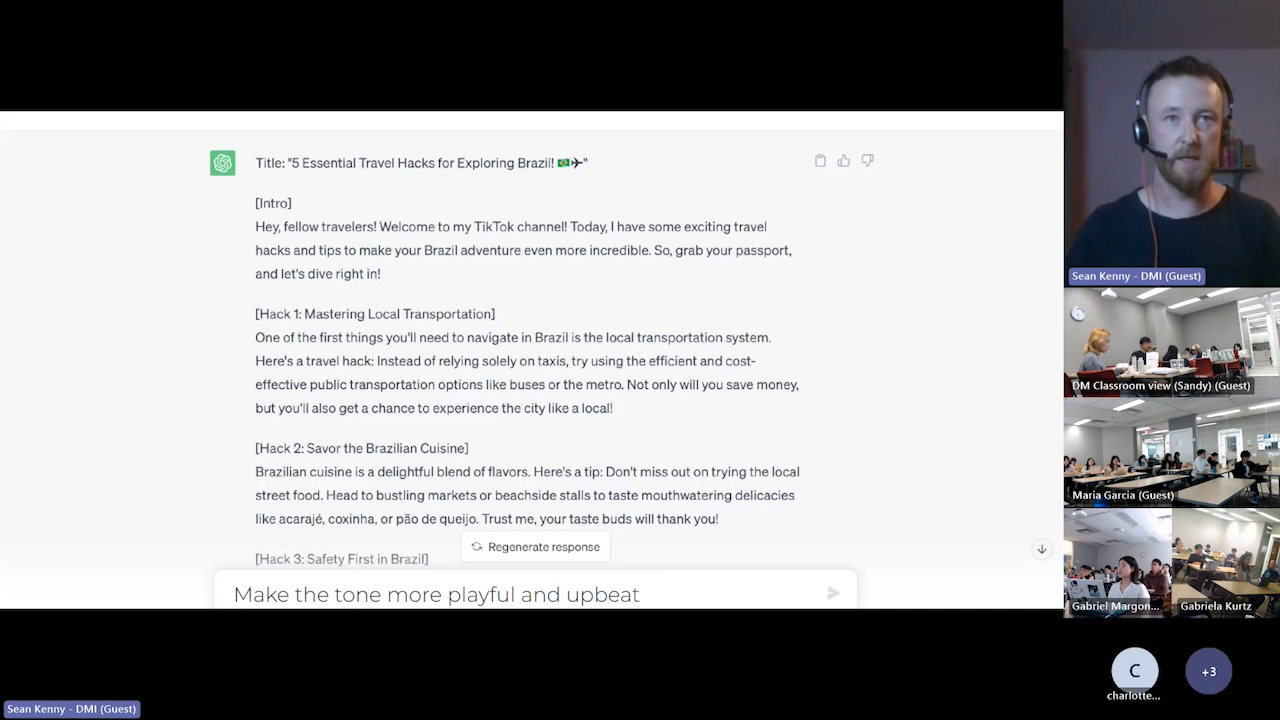 Title: "5 Essential Travel Hacks for Exploring Brazil! 🇧🇷✈"
[Intro]
Hey, fellow travelers! Welcome to my TikTok channel! Today, I have some exciting travel
hacks and tips to make your Brazil adventure even more incredible. So, grab your passport,
and let's dive right in!
[Hack 1: Mastering Local Transportation]
One of the first things you'll need to navigate in Brazil is the local transportation system.
Here's a travel hack: Instead of relying solely on taxis, try using the efficient and cost-
effective public transportation options like buses or the metro. Not only will you save money,
but you'll also get a chance to experience the city like a local!
[Hack 2: Savor the Brazilian Cuisine]
Brazilian cuisine is a delightful blend of flavors. Here's a tip: Don't miss out on trying the local
street food. Head to bustling markets or beachside stalls to taste mouthwatering delicacies
like acarajé, coxinha, or pão de queijo. Trust me, your taste buds will thank you!
[Hack 3: Safety First in Brazil]
Regenerate response
Make the tone more playful and upbeat
Sean Kenny - DMI (Guest)
DM Classroom view (Sandy) (Guest)
Maria Garcia (Guest)
Gabriel Margon...
Gabriela Kurtz
C
charlotte...
+3
Sean Kenny - DMI (Guest)